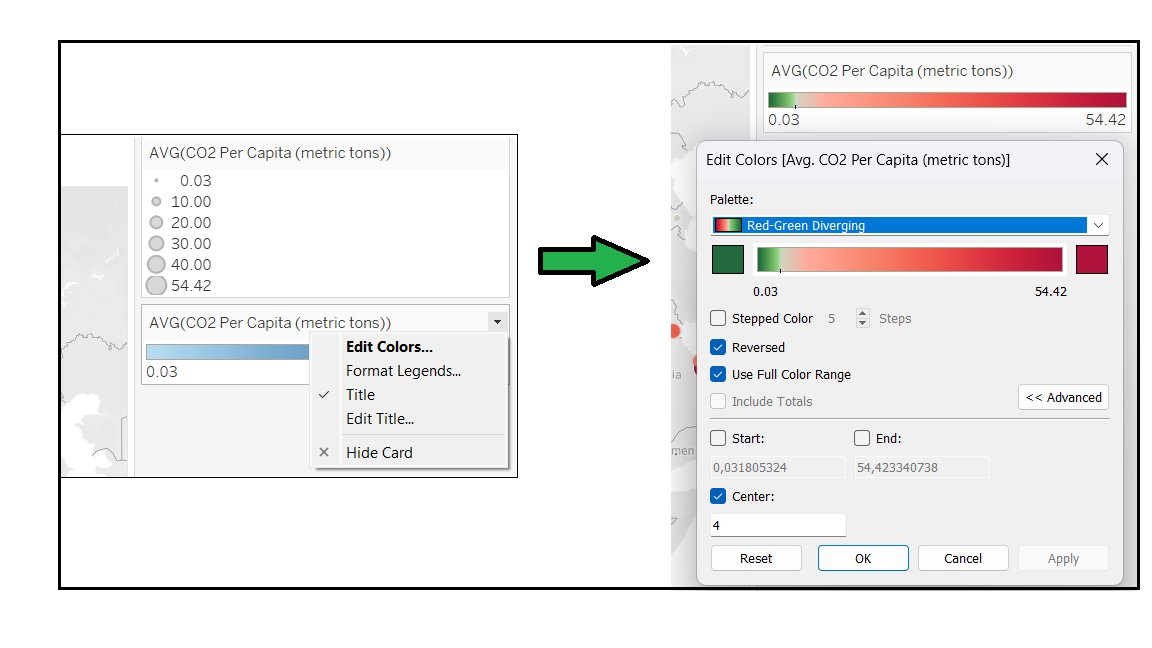 AVG(CO2 Per Capita (metric tons))
0.03
10.00
20.00
30.00
40.00
54.42
AVG(CO2 Per Capita (metric tons))
0.03
Edit Colors...
Format Legends...
Title
Edit Title...
Hide Card
AVG(CO2 Per Capita (metric tons))
0.03 54.42
Edit Colors [Avg. CO2 Per Capita (metric tons)]
Palette:
Red-Green Diverging
0.03 54.42
Stepped Color 5 Steps
Reversed
Use Full Color Range
Include Totals
<< Advanced
Start: End:
0,031805324 54,423340738
Center:
4
Reset OK Cancel Apply
ia
men